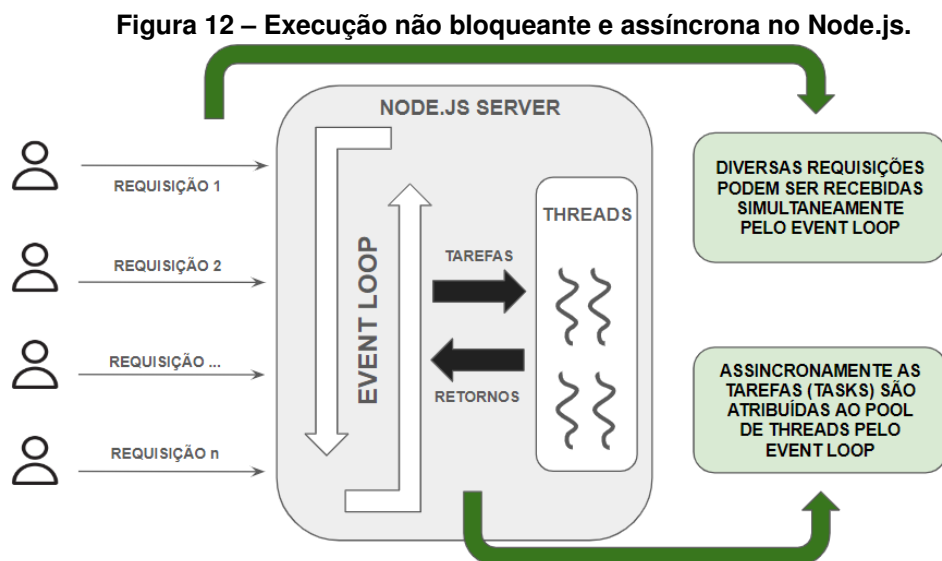 Figura 12 – Execução não bloqueante e assíncrona no Node.js.
NODE.JS SERVER
REQUISIÇÃO 1
REQUISIÇÃO 2
REQUISIÇÃO ...
REQUISIÇÃO n
EVENT LOOP
TAREFAS
RETORNOS
THREADS
DIVERSAS REQUISIÇÕES
PODEM SER RECEBIDAS
SIMULTANEAMENTE
PELO EVENT LOOP
ASSINCRONAMENTE AS
TAREFAS (TASKS) SÃO
ATRIBUÍDAS AO POOL
DE THREADS PELO
EVENT LOOP